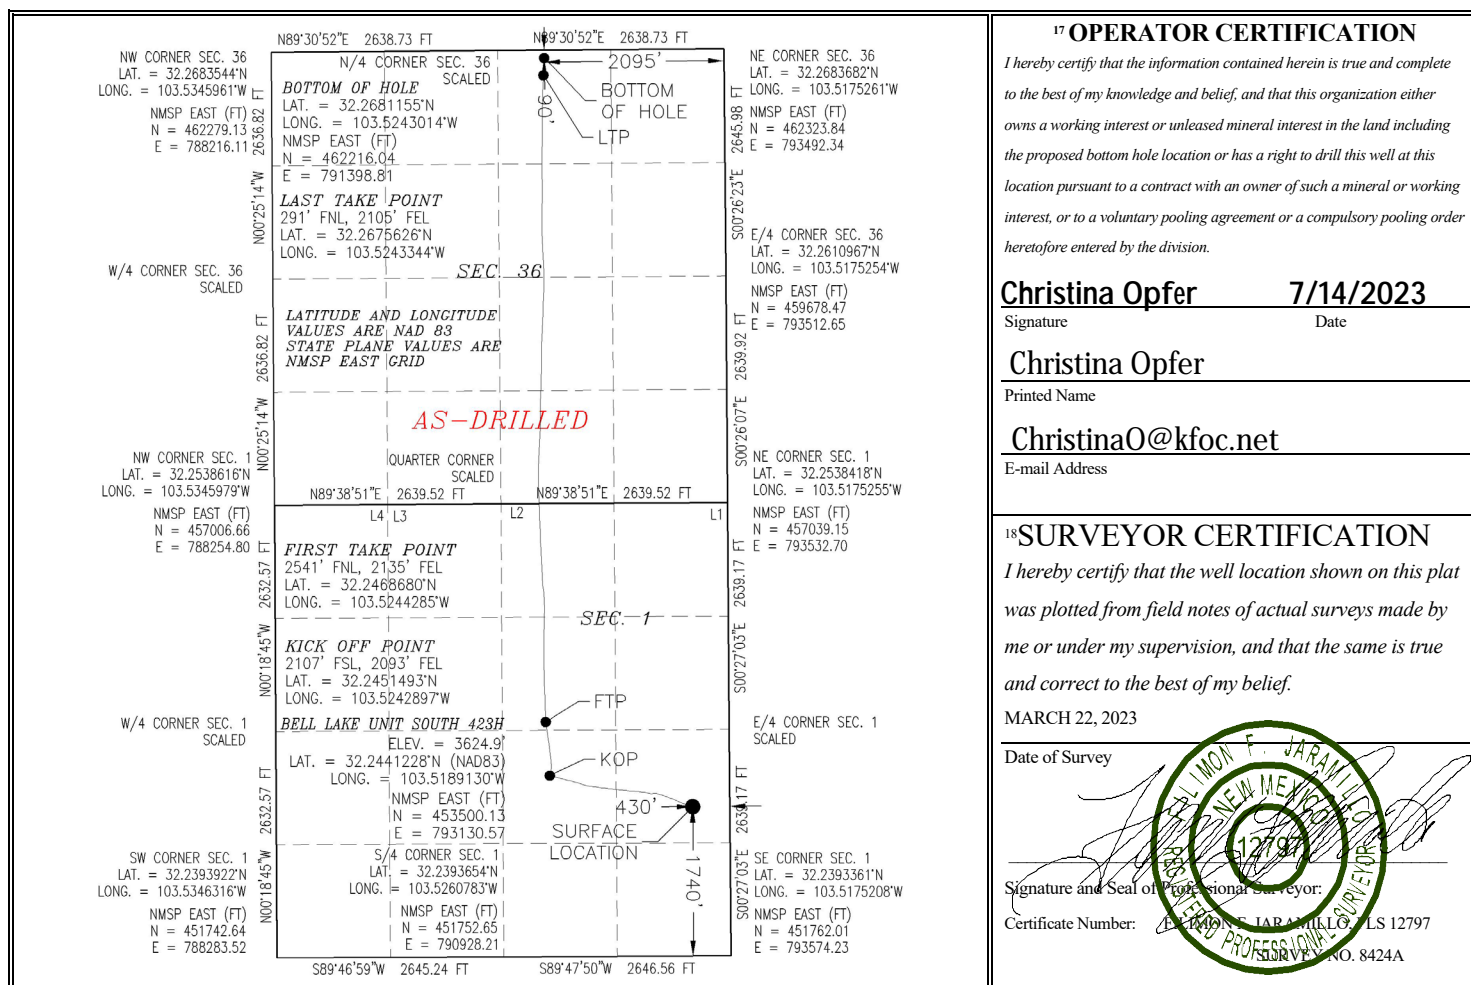 N89°30'52"E 2638.73 FT
N89°30'52"E 2638.73 FT
NW CORNER SEC. 36
LAT. = 32.2683544°N
LONG. = 103.5345961°W
NMSP EAST (FT)
N = 462279.13
E = 788216.11
N/4 CORNER SEC. 36
SCALED
2095'
90'
BOTTOM
OF HOLE
LTP
NE CORNER SEC. 36
LAT. = 32.2683682°N
LONG. = 103.5175261°W
NMSP EAST (FT)
N = 462323.84
E = 793492.34
BOTTOM OF HOLE
LAT. = 32.2681155°N
LONG. = 103.5243014°W
NMSP EAST (FT)
N = 462216.04
E = 791398.81
LAST TAKE POINT
291' FNL, 2105' FEL
LAT. = 32.2675626°N
LONG. = 103.5243344°W
N00°25'14"W 2636.82 FT
S00°26'23"E 2645.98 FT
W/4 CORNER SEC. 36
SCALED
SEC. 36
E/4 CORNER SEC. 36
LAT. = 32.2610967°N
LONG. = 103.5175254°W
NMSP EAST (FT)
N = 459678.47
E = 793512.65
LATITUDE AND LONGITUDE
VALUES ARE NAD 83
STATE PLANE VALUES ARE
NMSP EAST GRID
N00°25'14"W 2636.82 FT
S00°26'07"E 2639.92 FT
AS-DRILLED
NW CORNER SEC. 1
LAT. = 32.2538616°N
LONG. = 103.5345979°W
NMSP EAST (FT)
N = 457006.66
E = 788254.80
QUARTER CORNER
SCALED
N89°38'51"E 2639.52 FT
N89°38'51"E 2639.52 FT
L4 L3 L2 L1
NE CORNER SEC. 1
LAT. = 32.2538418°N
LONG. = 103.5175255°W
NMSP EAST (FT)
N = 457039.15
E = 793532.70
FIRST TAKE POINT
2541' FNL, 2135' FEL
LAT. = 32.2468680°N
LONG. = 103.5244285°W
N00°18'45"W 2632.57 FT
S00°27'03"E 2639.17 FT
SEC. 1
KICK OFF POINT
2107' FSL, 2093' FEL
LAT. = 32.2451493°N
LONG. = 103.5242897°W
FTP
W/4 CORNER SEC. 1
SCALED
E/4 CORNER SEC. 1
SCALED
BELL LAKE UNIT SOUTH 423H
ELEV. = 3624.9'
LAT. = 32.2441228°N (NAD83)
LONG. = 103.5189130°W
NMSP EAST (FT)
N = 453500.13
E = 793130.57
KOP
430'
SURFACE
LOCATION
1740'
N00°18'45"W 2632.57 FT
S00°27'03"E 2639.17 FT
SW CORNER SEC. 1
LAT. = 32.2393922°N
LONG. = 103.5346316°W
NMSP EAST (FT)
N = 451742.64
E = 788283.52
S/4 CORNER SEC. 1
LAT. = 32.2393654°N
LONG. = 103.5260783°W
NMSP EAST (FT)
N = 451752.65
E = 790928.21
SE CORNER SEC. 1
LAT. = 32.2393361°N
LONG. = 103.5175208°W
NMSP EAST (FT)
N = 451762.01
E = 793574.23
S89°46'59"W 2645.24 FT
S89°47'50"W 2646.56 FT
17 OPERATOR CERTIFICATION
I hereby certify that the information contained herein is true and complete
to the best of my knowledge and belief, and that this organization either
owns a working interest or unleased mineral interest in the land including
the proposed bottom hole location or has a right to drill this well at this
location pursuant to a contract with an owner of such a mineral or working
interest, or to a voluntary pooling agreement or a compulsory pooling order
heretofore entered by the division.
Christina Opfer 7/14/2023
Signature Date
Christina Opfer
Printed Name
ChristinaO@kfoc.net
E-mail Address
18 SURVEYOR CERTIFICATION
I hereby certify that the well location shown on this plat
was plotted from field notes of actual surveys made by
me or under my supervision, and that the same is true
and correct to the best of my belief.
MARCH 22, 2023
Date of Survey
FILIMON F. JARAMILLO
NEW MEXICO
12797
REGISTERED PROFESSIONAL SURVEYOR
Signature and Seal of Professional Surveyor:
Certificate Number: FILIMON F. JARAMILLO, PLS 12797
SURVEY NO. 8424A